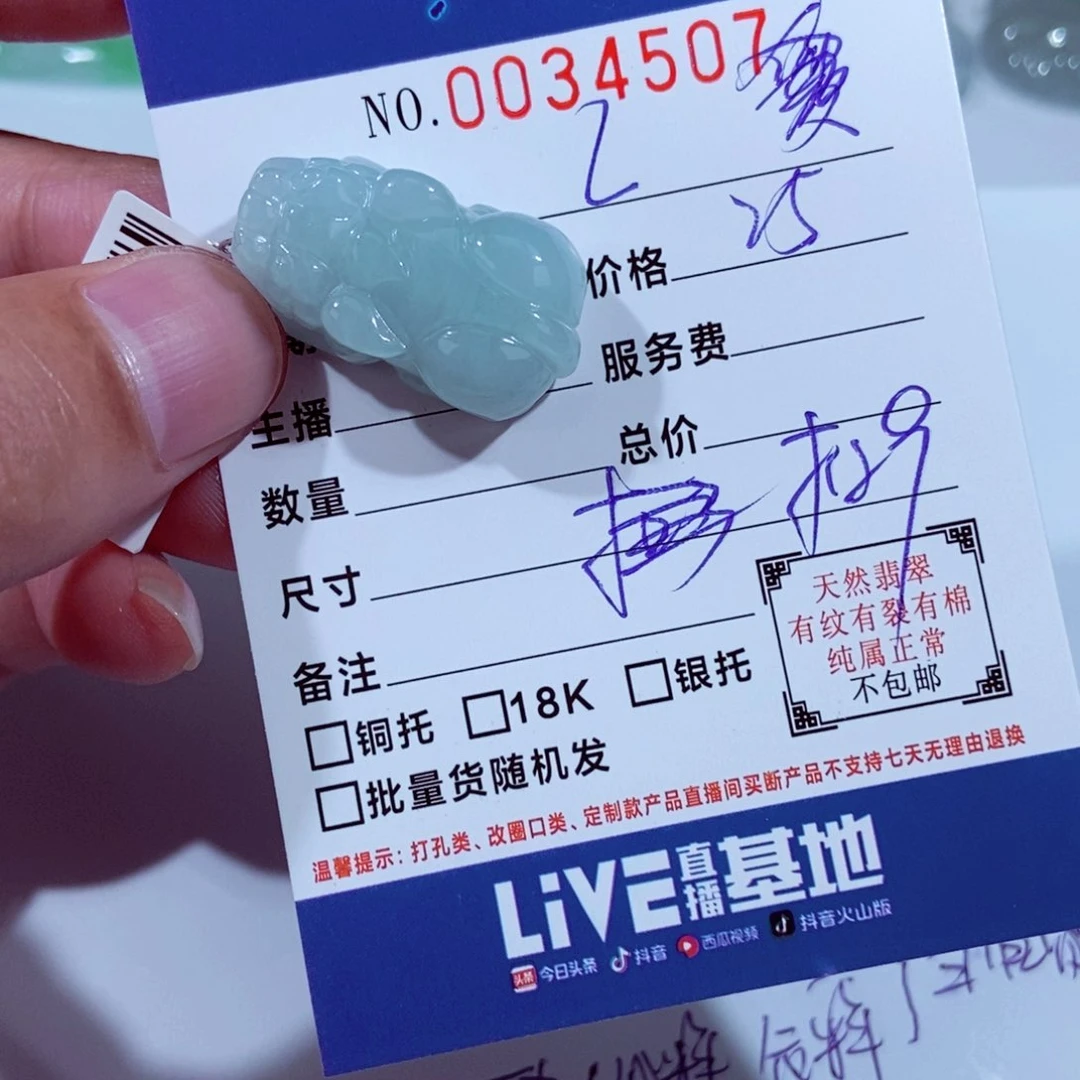 NO.0034507
价格 25
服务费
主播
总价
数量
尺寸
备注
铜托 18K 银托
批量货随机发
天然翡翠
有纹有裂有棉
纯属正常
不包邮
温馨提示:打孔类、改圈口类、定制款产品直播间买断产品不支持七天无理由退换
LiVE直播基地
头条 今日头条 抖音 西瓜视频 抖音火山版